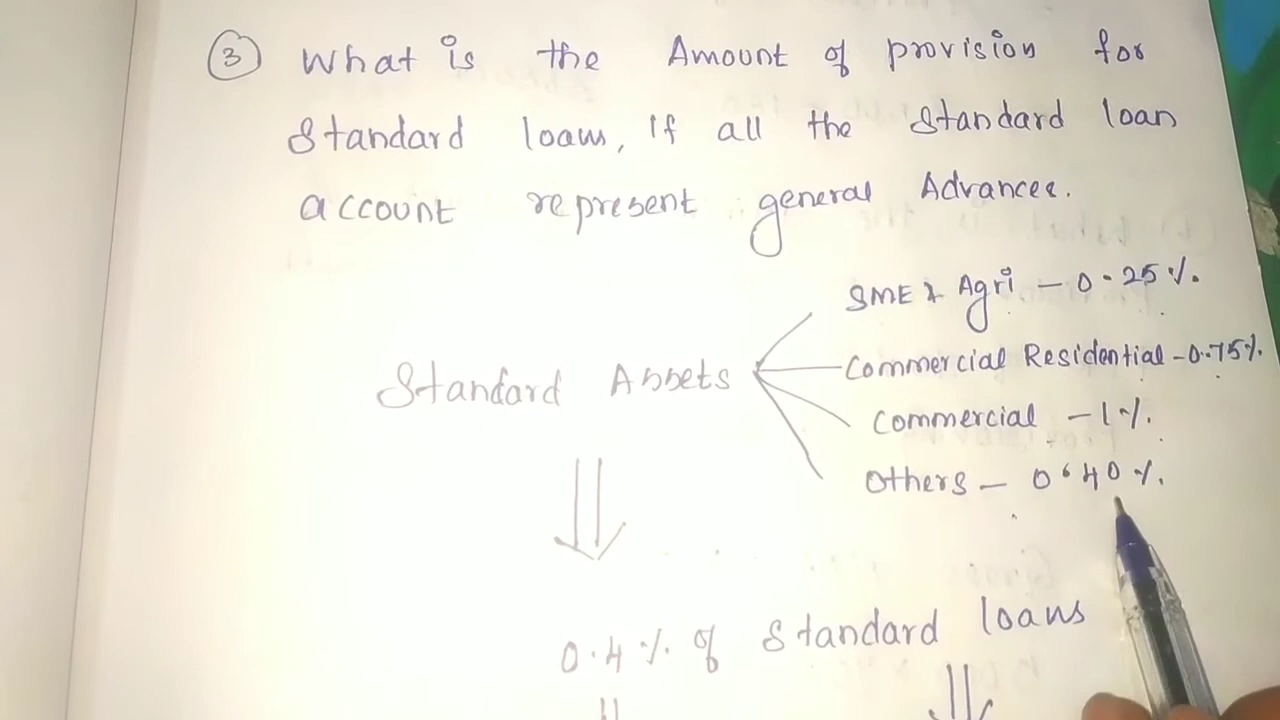 ③ What is the Amount of provision for
Standard loans, If all the Standard loan
account represent general Advances.
SME & Agri - 0.25%.
Commercial Residential - 0.75%.
Standard Assets
Commercial - 1%.
Others - 0.40%.
0.4% of Standard loans